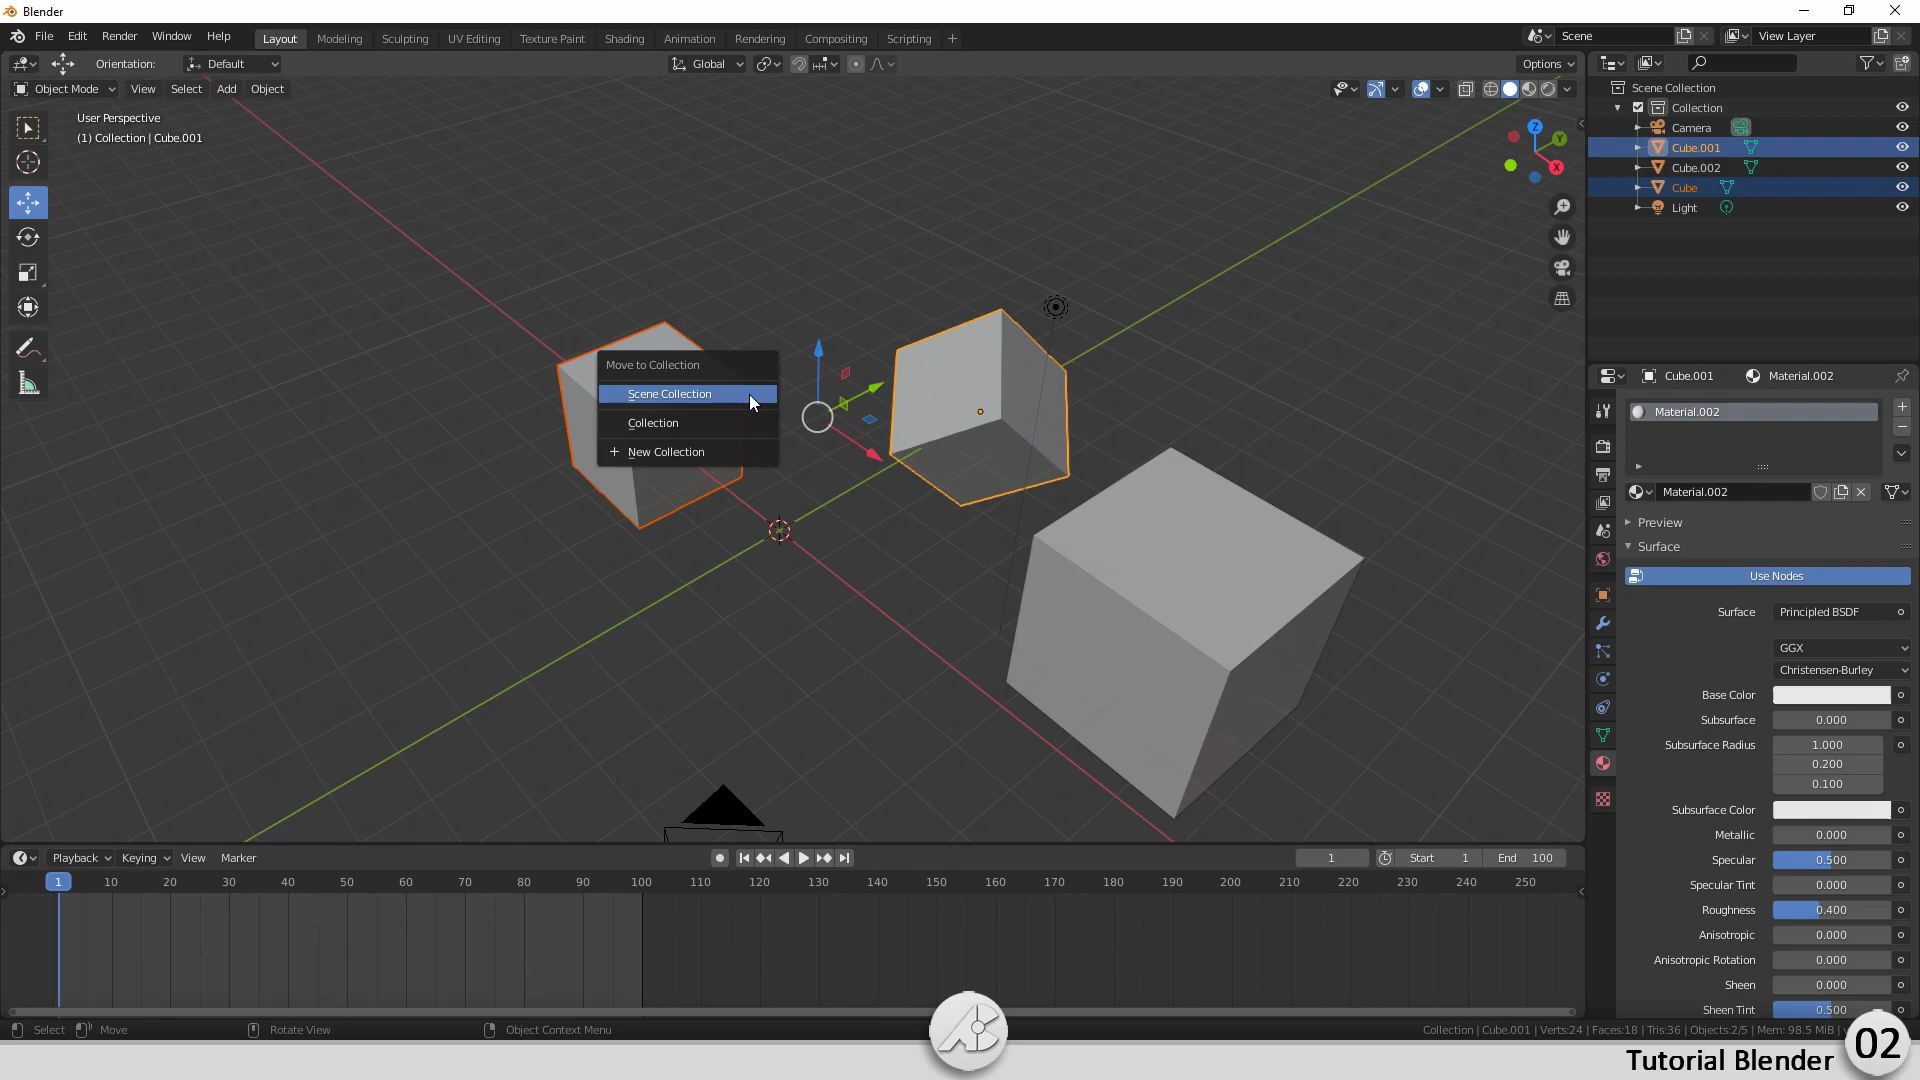 Blender
File Edit Render Window Help
Layout Modeling Sculpting UV Editing Texture Paint Shading Animation Rendering Compositing Scripting +
Scene
View Layer
Orientation: Default
Global
Options
Object Mode View Select Add Object
User Perspective
(1) Collection | Cube.001
Z
Y
X
Scene Collection
Collection
Camera
Cube.001
Cube.002
Cube
Light
Move to Collection
Scene Collection
Collection
+ New Collection
Cube.001 Material.002
Material.002
Material.002
Preview
Surface
Use Nodes
Surface Principled BSDF
GGX
Christensen-Burley
Base Color
Subsurface 0.000
Subsurface Radius 1.000
0.200
0.100
Subsurface Color
Metallic 0.000
Specular 0.500
Specular Tint 0.000
Roughness 0.400
Anisotropic 0.000
Anisotropic Rotation 0.000
Sheen 0.000
Sheen Tint 0.500
Playback Keying View Marker
1 Start 1 End 100
1 10 20 30 40 50 60 70 80 90 100 110 120 130 140 150 160 170 180 190 200 210 220 230 240 250
Select Move Rotate View Object Context Menu
Collection | Cube.001 | Verts:24 | Faces:18 | Tris:36 | Objects:2/5 | Mem: 98.5 MiB |
Tutorial Blender 02